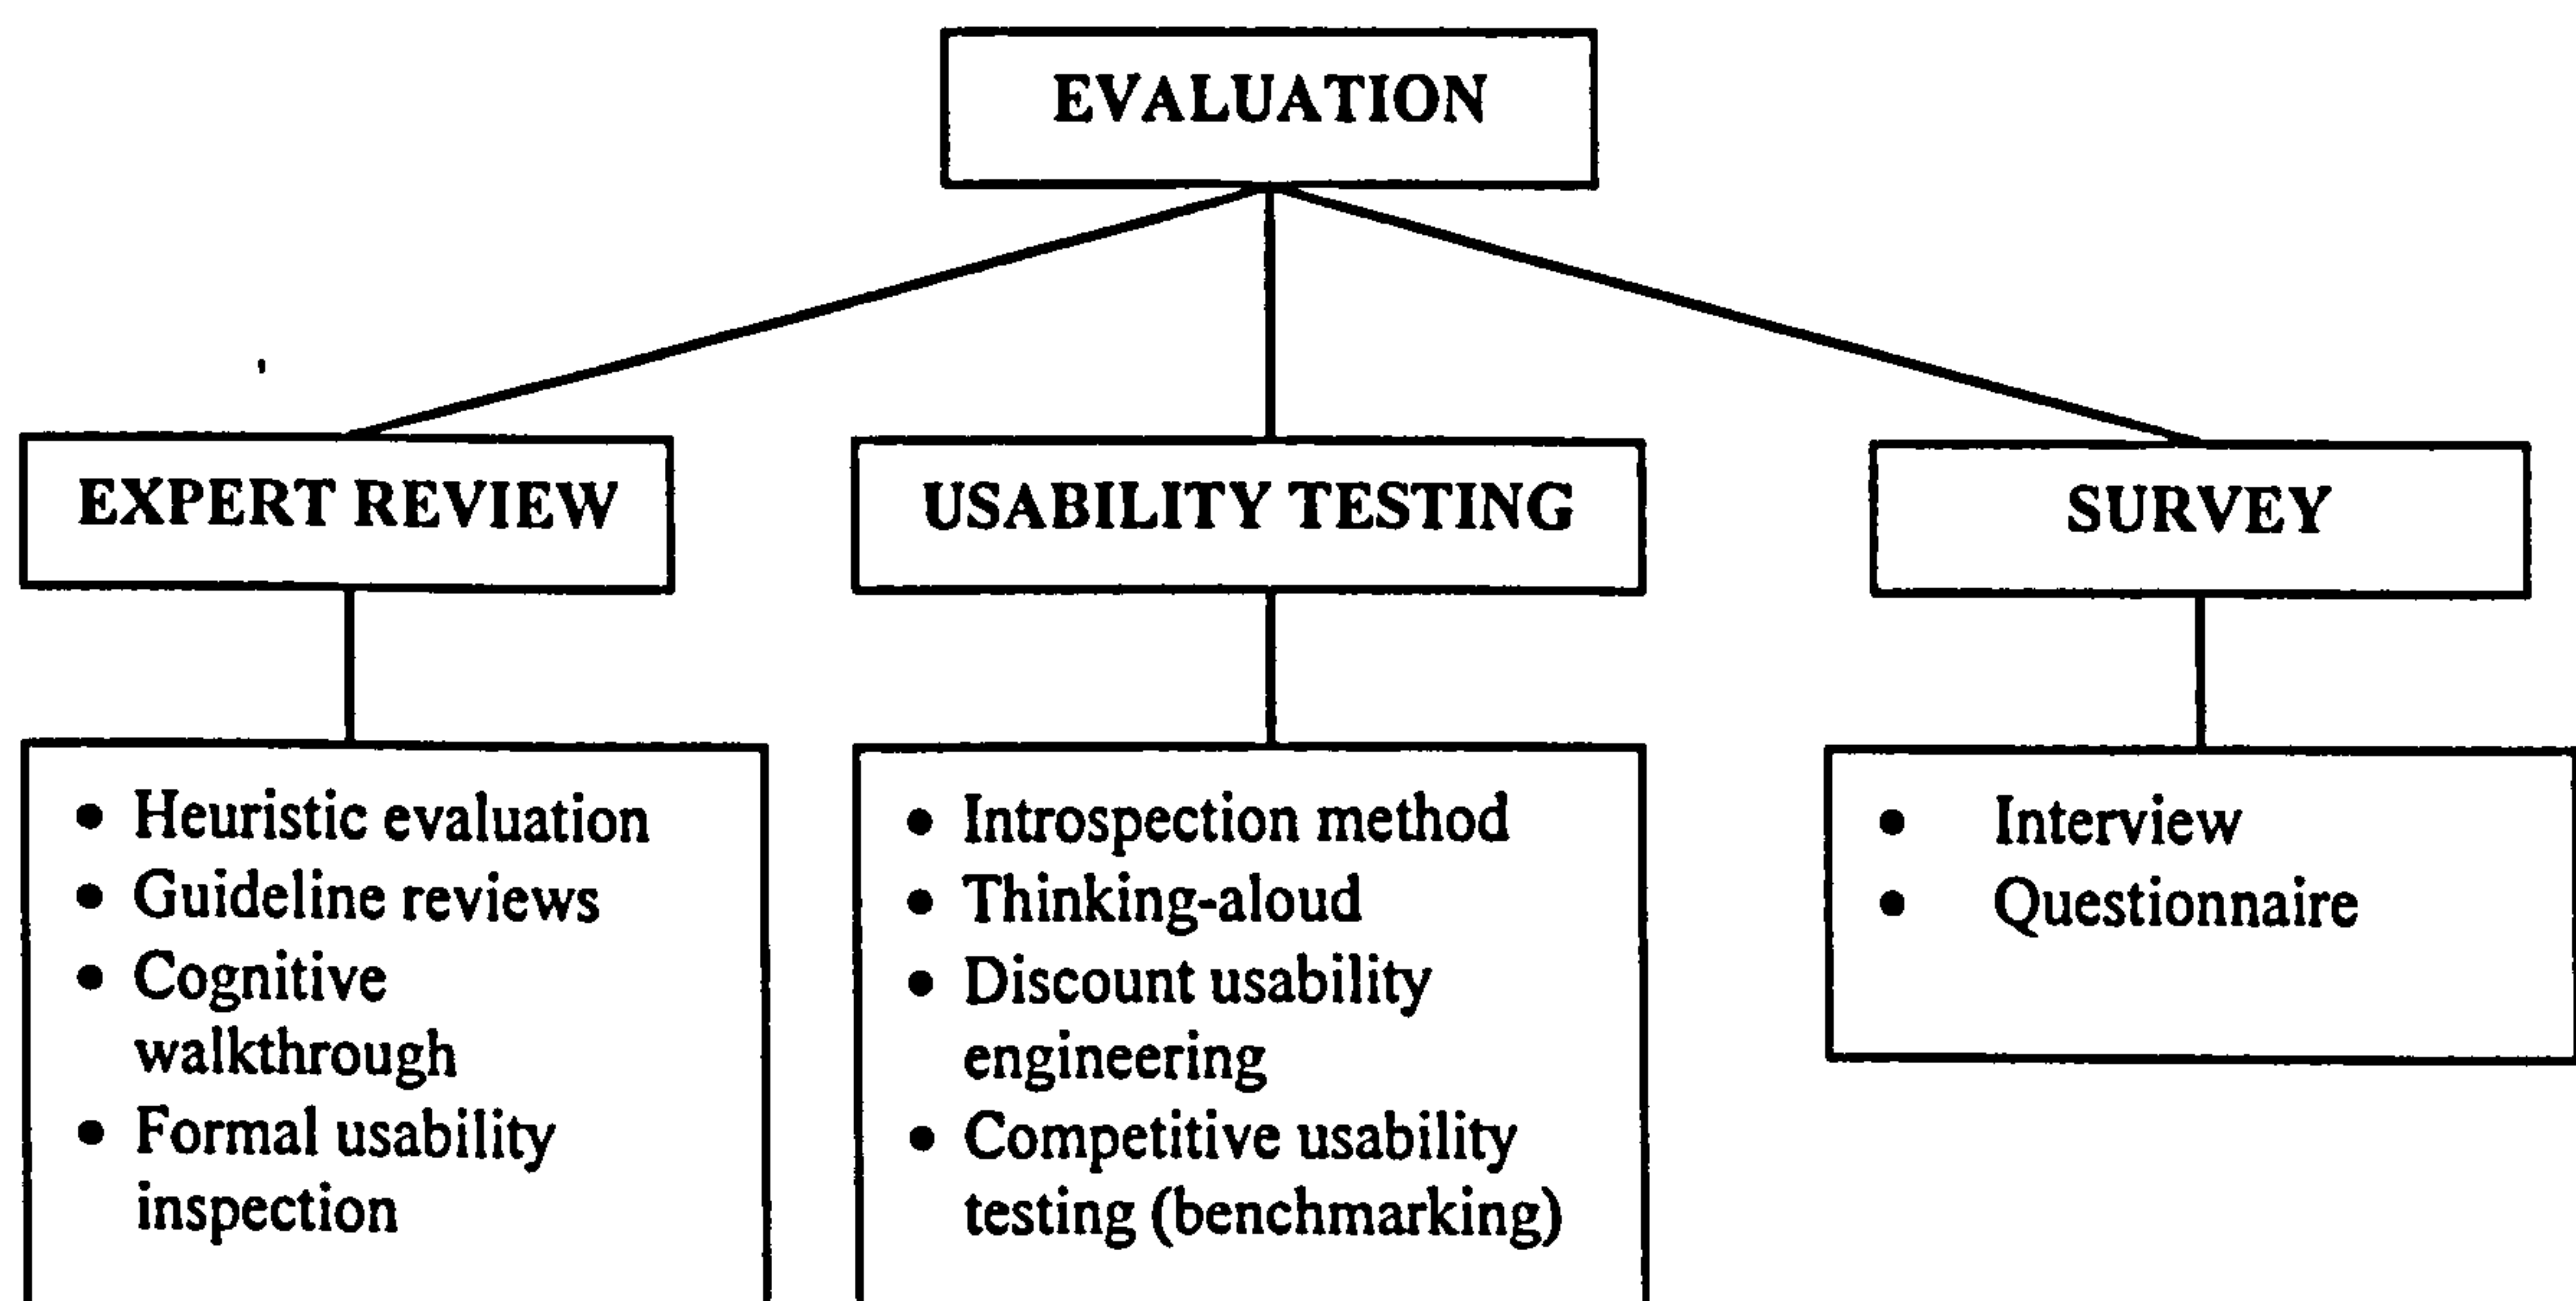 EVALUATION
EXPERT REVIEW
USABILITY TESTING
SURVEY
• Heuristic evaluation
• Guideline reviews
• Cognitive
walkthrough
• Formal usability
inspection
• Introspection method
• Thinking-aloud
• Discount usability
engineering
• Competitive usability
testing (benchmarking)
• Interview
• Questionnaire